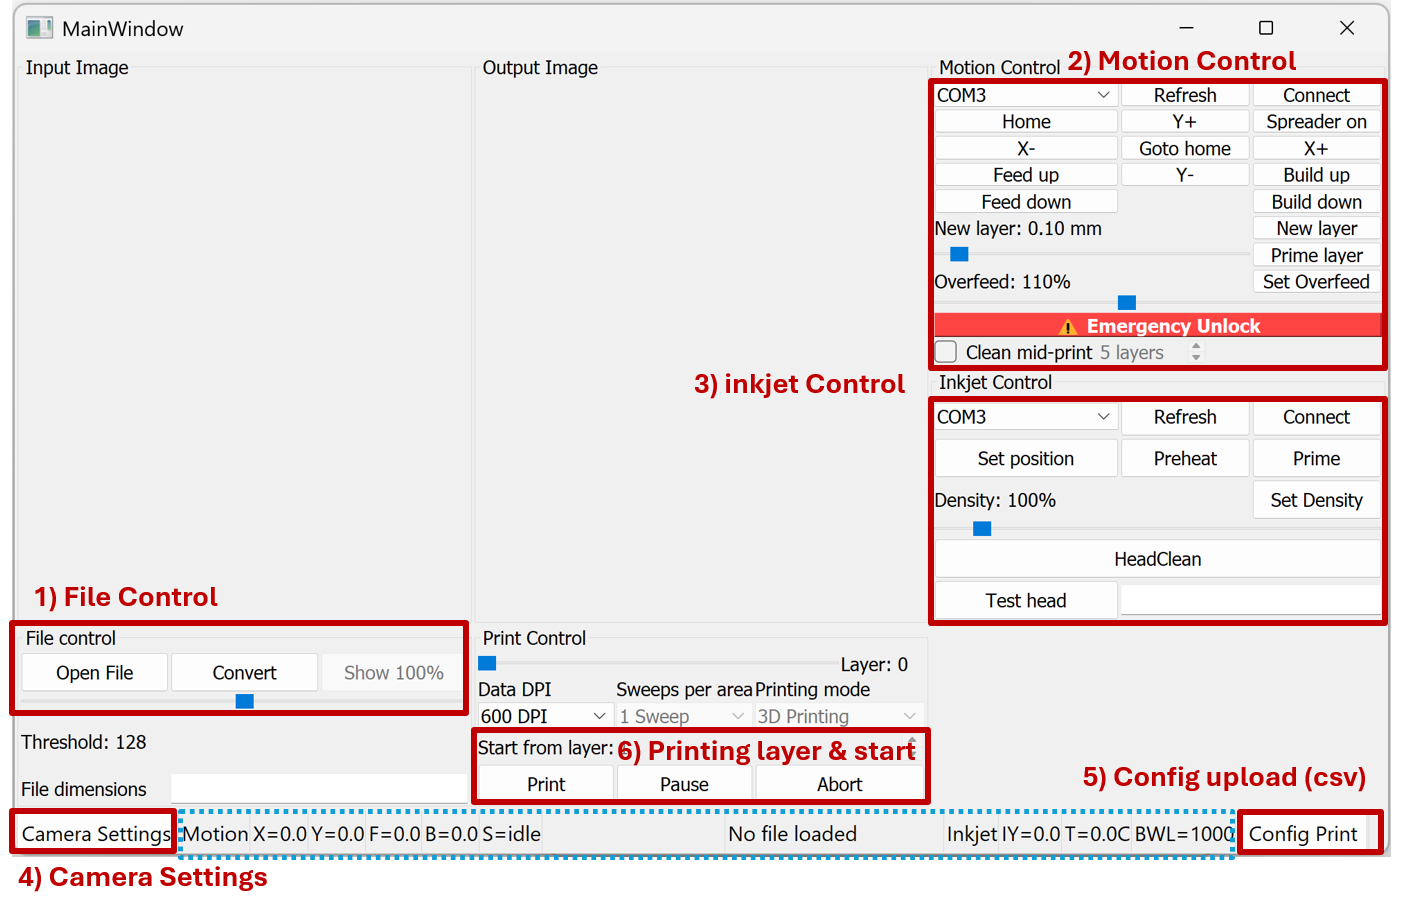 MainWindow
Input Image
Output Image
Motion Control
2) Motion Control
COM3
Refresh
Connect
Home
Y+
Spreader on
X-
Goto home
X+
Feed up
Y-
Build up
Feed down
Build down
New layer: 0.10 mm
New layer
Prime layer
Overfeed: 110%
Set Overfeed
Emergency Unlock
Clean mid-print
5 layers
3) inkjet Control
Inkjet Control
COM3
Refresh
Connect
Set position
Preheat
Prime
Density: 100%
Set Density
HeadClean
Test head
1) File Control
File control
Open File
Convert
Show 100%
Threshold: 128
File dimensions
Print Control
Layer: 0
Data DPI
Sweeps per area
Printing mode
600 DPI
1 Sweep
3D Printing
Start from layer:
6) Printing layer & start
Print
Pause
Abort
5) Config upload (csv)
Camera Settings
Motion
X=0.0
Y=0.0
F=0.0
B=0.0
S=idle
No file loaded
Inkjet
IY=0.0
T=0.0C
BWL=1000
Config Print
4) Camera Settings